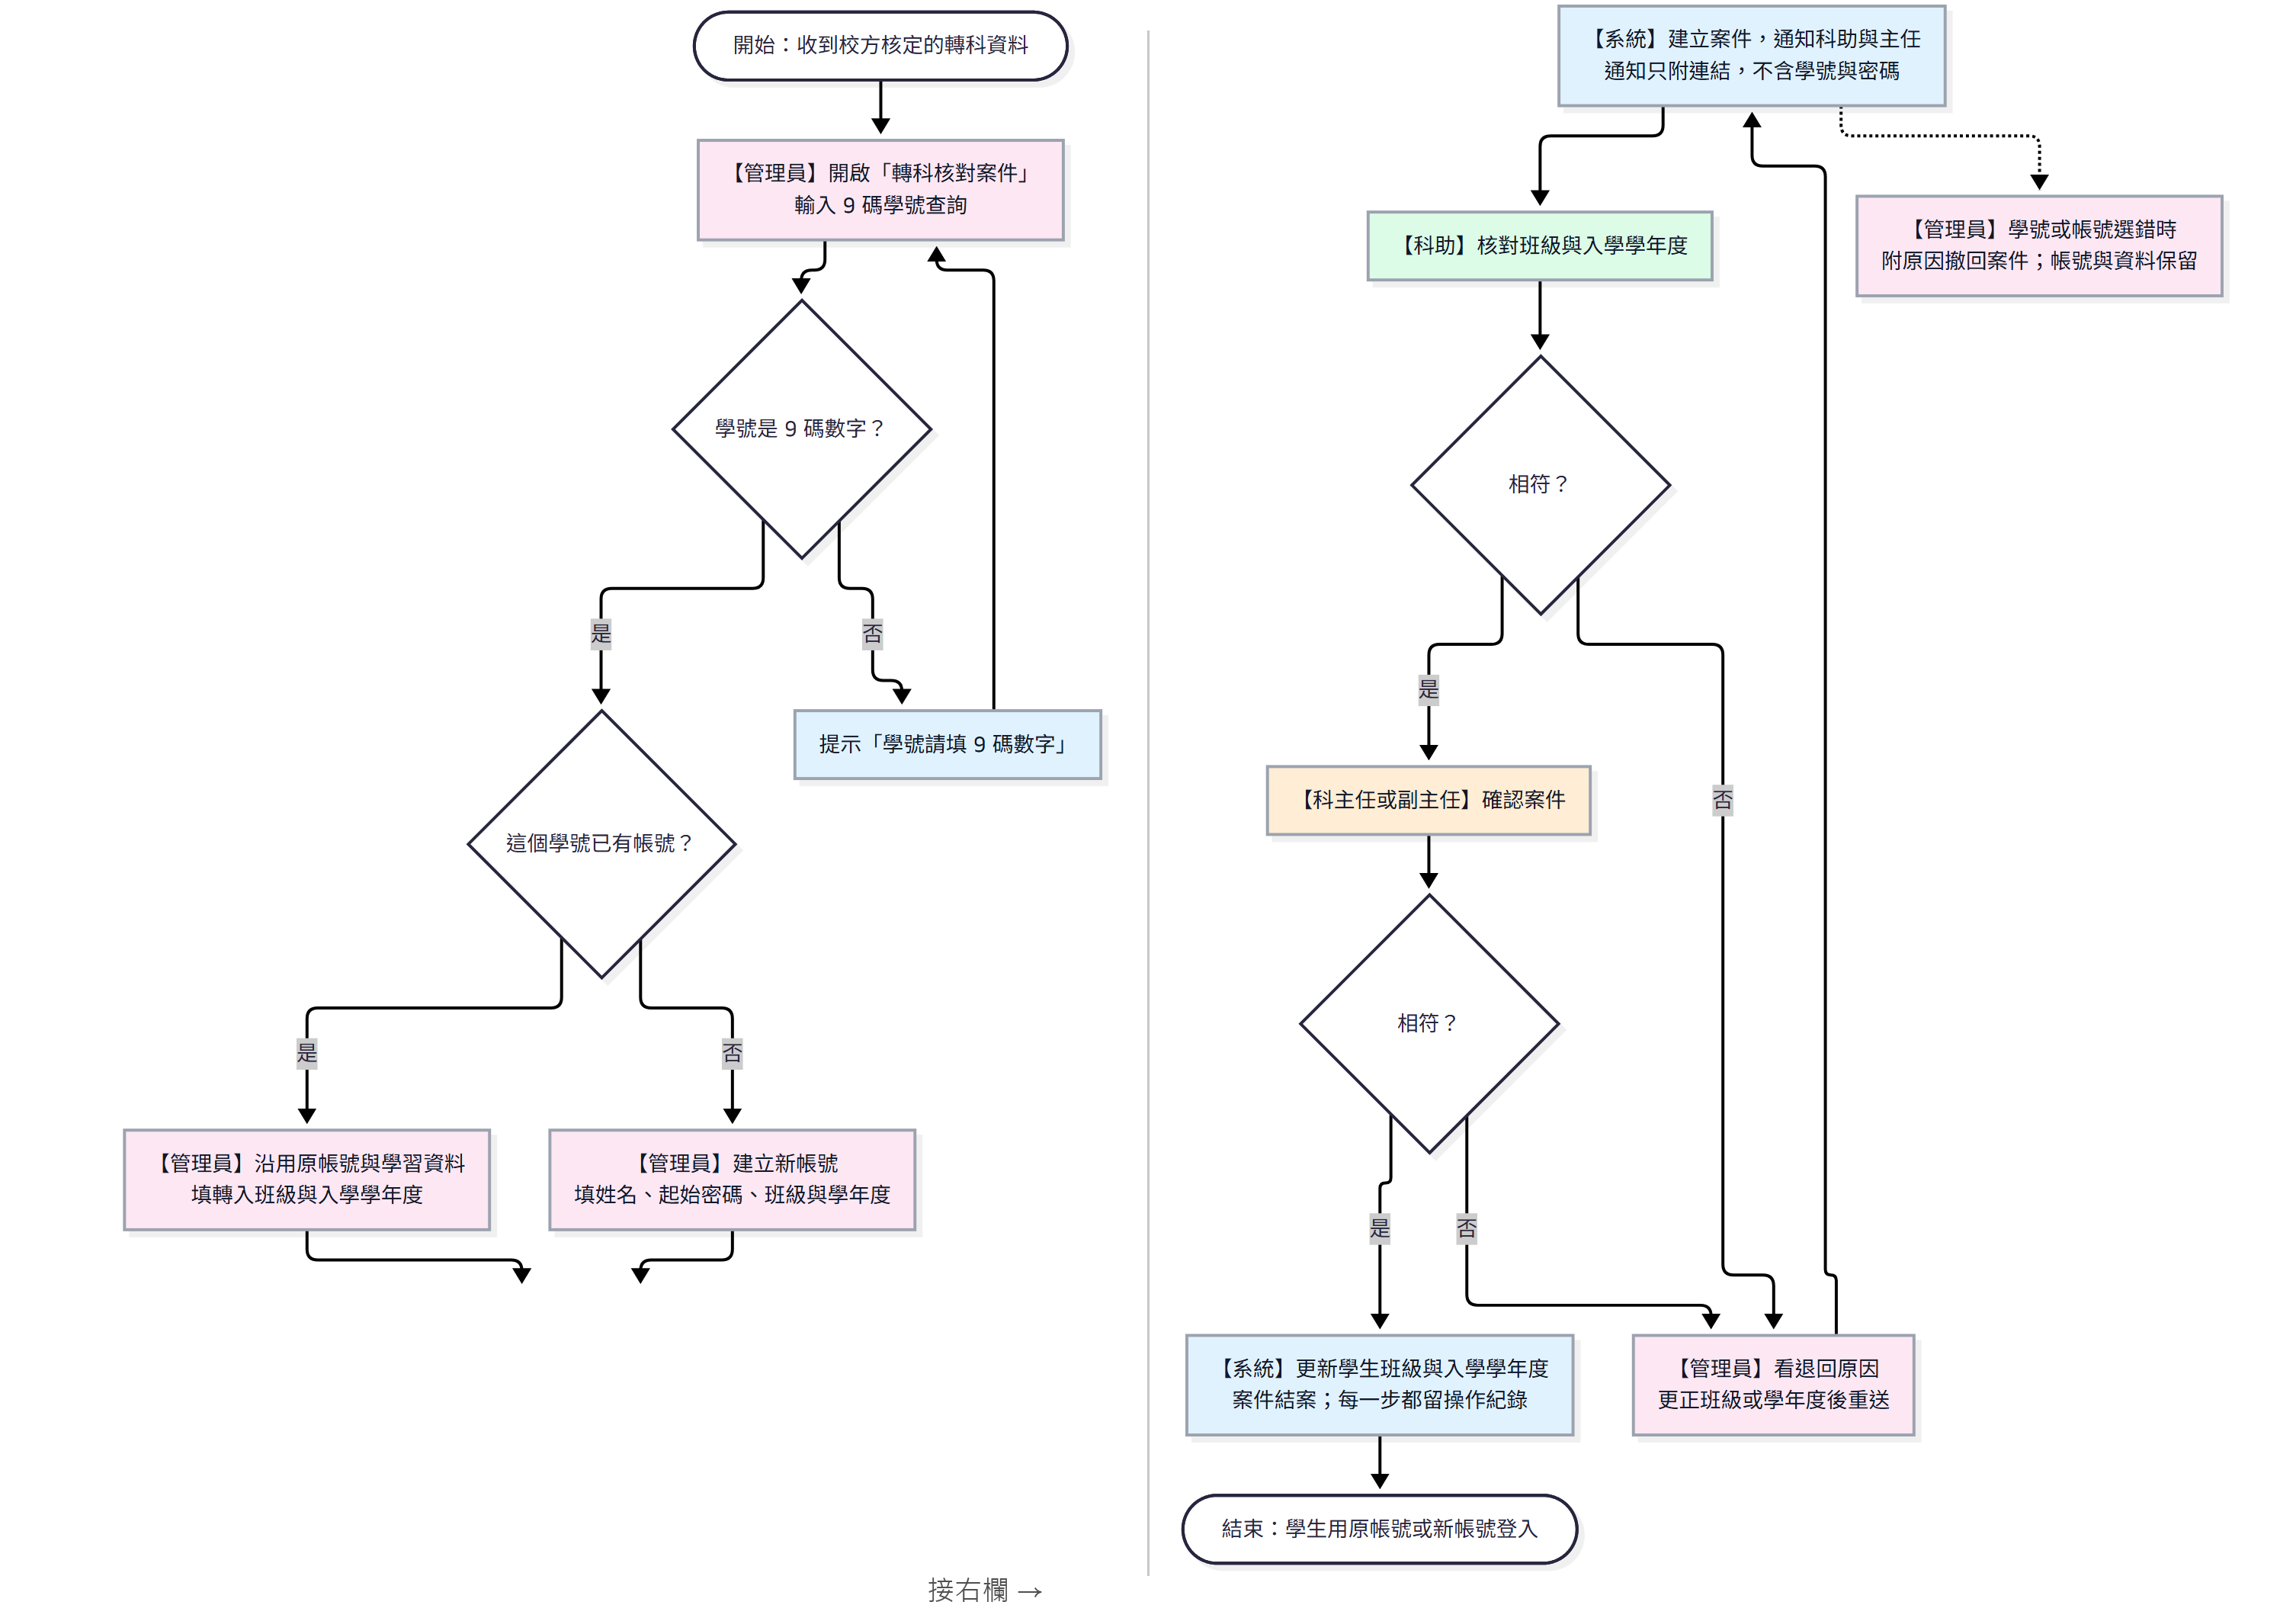 開始：收到校方核定的轉科資料
【管理員】開啟「轉科核對案件」
輸入 9 碼學號查詢
學號是 9 碼數字？
是
否
提示「學號請填 9 碼數字」
這個學號已有帳號？
是
否
【管理員】沿用原帳號與學習資料
填轉入班級與入學學年度
【管理員】建立新帳號
填姓名、起始密碼、班級與學年度
接右欄 →
【系統】建立案件，通知科助與主任
通知只附連結，不含學號與密碼
【管理員】學號或帳號選錯時
附原因撤回案件；帳號與資料保留
【科助】核對班級與入學學年度
相符？
是
否
【科主任或副主任】確認案件
相符？
是
否
【系統】更新學生班級與入學學年度
案件結案；每一步都留操作紀錄
【管理員】看退回原因
更正班級或學年度後重送
結束：學生用原帳號或新帳號登入